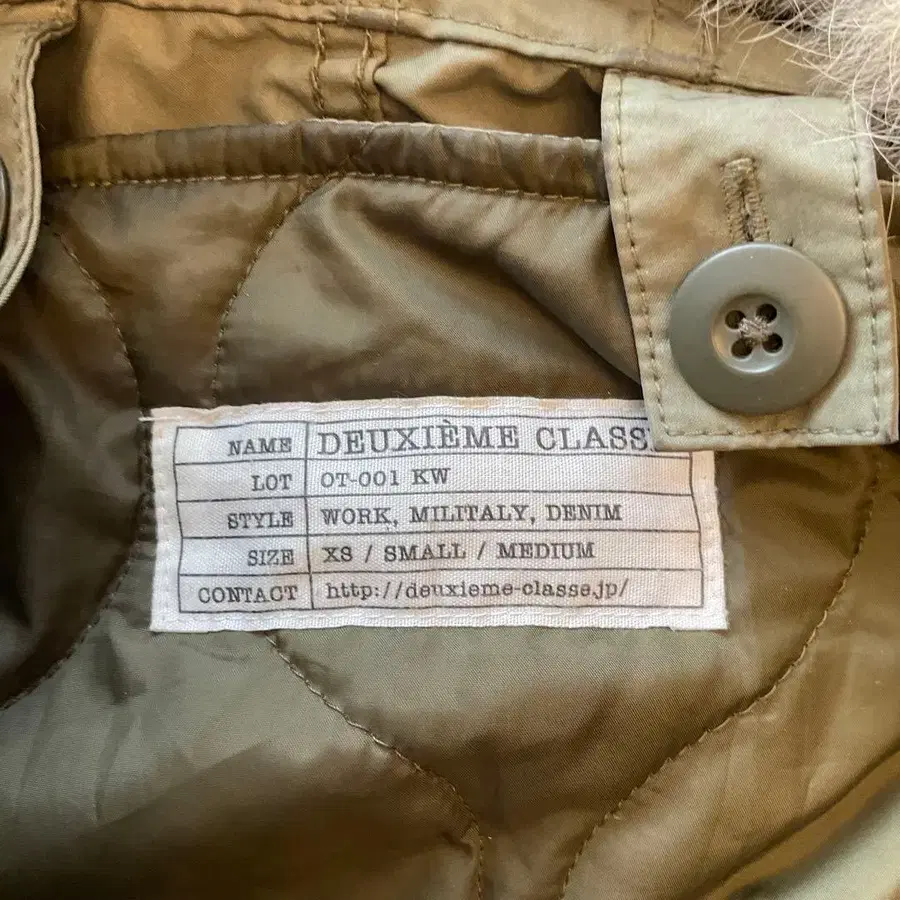 NAME DEUXIÈME CLASS
LOT OT-001 KW
STYLE WORK, MILITALY, DENIM
SIZE XS / SMALL / MEDIUM
CONTACT http://deuxieme-classe.jp/